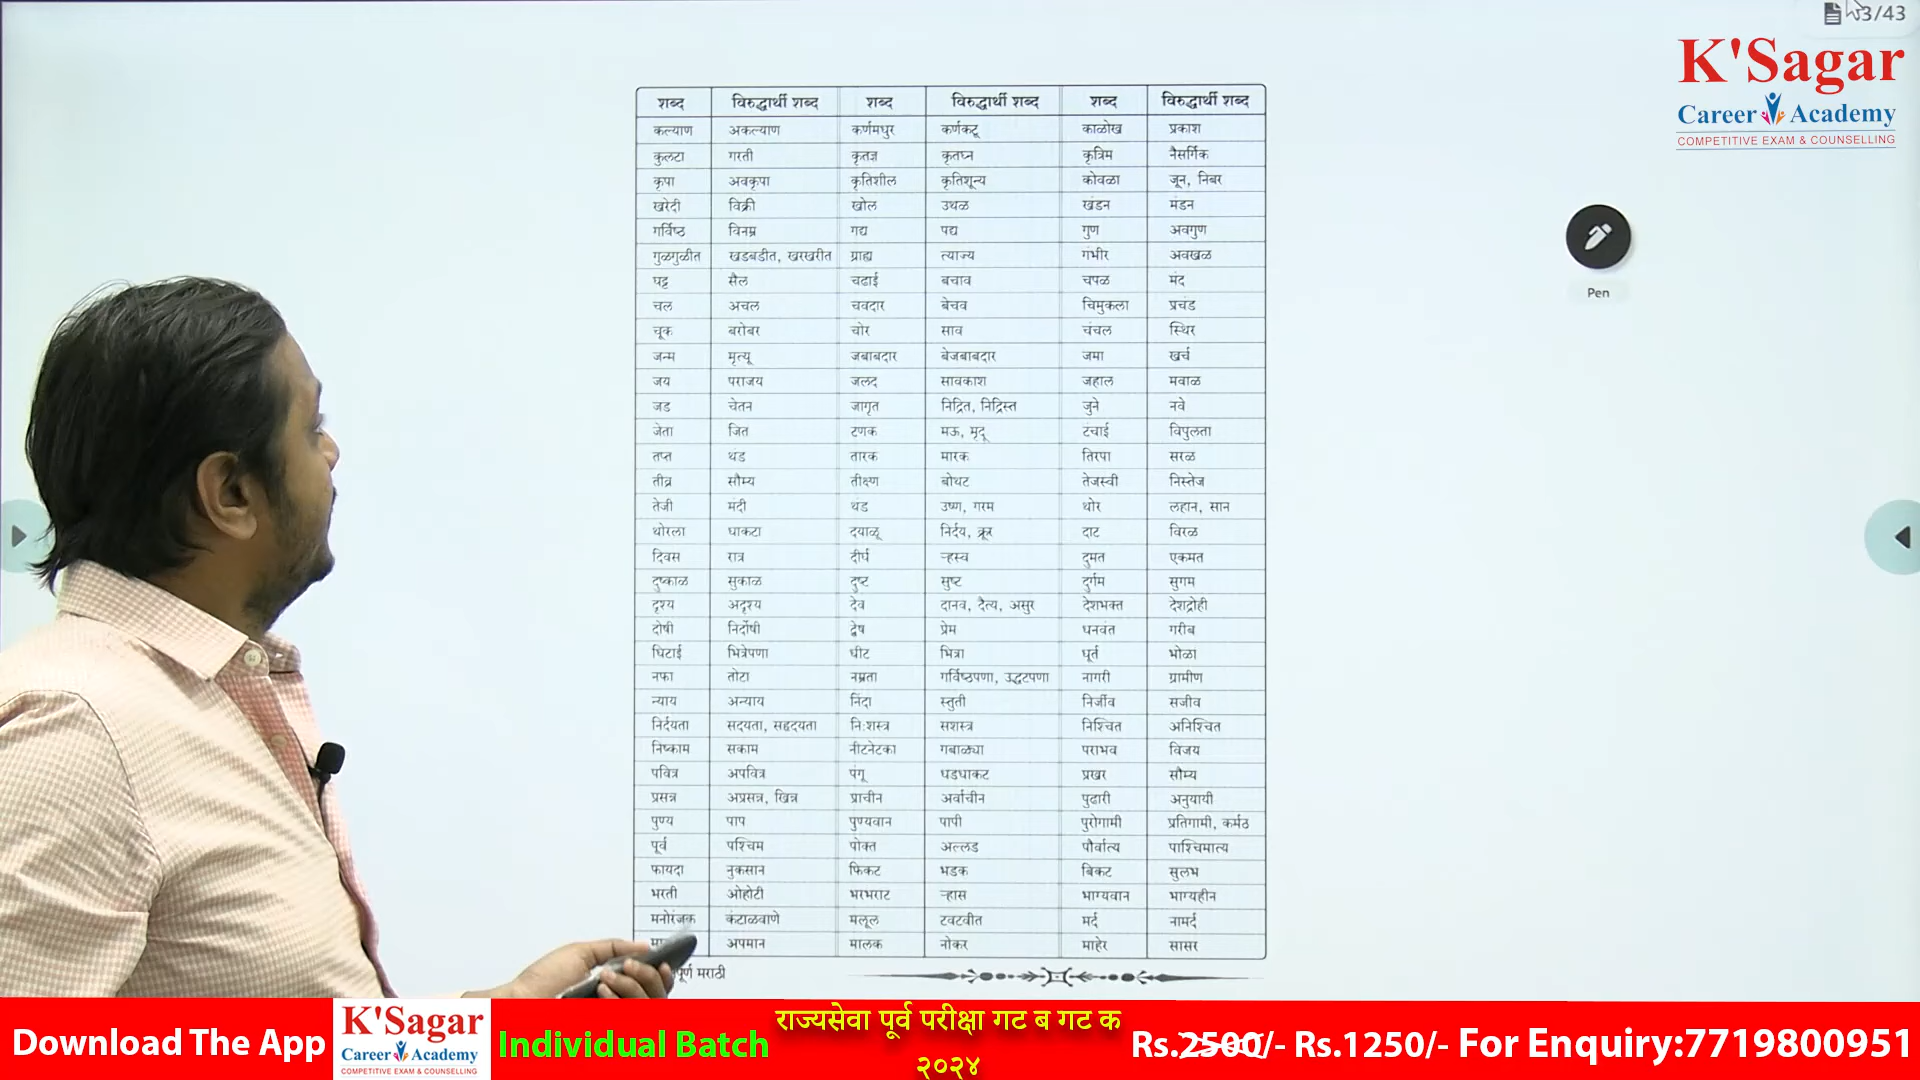 3/43
K'Sagar
Career Academy
COMPETITIVE EXAM & COUNSELLING
Pen
शब्द विरुद्धार्थी शब्द शब्द विरुद्धार्थी शब्द शब्द विरुद्धार्थी शब्द
कल्याण अकल्याण कर्णमधुर कर्णकटू काळोख प्रकाश
कुलटा गरती कृतज्ञ कृतघ्न कृत्रिम नैसर्गिक
कृपा अवकृपा कृतिशील कृतिशून्य कोवळा जून, निबर
खरेदी विक्री खोल उथळ खंडन मंडन
गर्विष्ठ विनम्र गद्य पद्य गुण अवगुण
गुळगुळीत खडबडीत, खरखरीत ग्राह्य त्याज्य गंभीर अवखळ
घट्ट सैल चढाई बचाव चपळ मंद
चल अचल चवदार बेचव चिमुकला प्रचंड
चूक बरोबर चोर साव चंचल स्थिर
जन्म मृत्यू जबाबदार बेजबाबदार जमा खर्च
जय पराजय जलद सावकाश जहाल मवाळ
जड चेतन जागृत निद्रित, निद्रिस्त जुने नवे
जेता जित टणक मऊ, मृदू टंचाई विपुलता
तप्त थंड तारक मारक तिरपा सरळ
तीव्र सौम्य तीक्ष्ण बोथट तेजस्वी निस्तेज
तेजी मंदी थंड उष्ण, गरम थोर लहान, सान
थोरला धाकटा दयाळू निर्दय, क्रूर दाट विरळ
दिवस रात्र दीर्घ ऱ्हस्व दुमत एकमत
दुष्काळ सुकाळ दुष्ट सुष्ट दुर्गम सुगम
दृश्य अदृश्य देव दानव, दैत्य, असुर देशभक्त देशद्रोही
दोषी निर्दोषी द्वेष प्रेम धनवंत गरीब
धिटाई भित्रेपणा धीट भित्रा धूर्त भोळा
नफा तोटा नम्रता गर्विष्ठपणा, उद्धटपणा नागरी ग्रामीण
न्याय अन्याय निंदा स्तुती निर्जीव सजीव
निर्दयता सदयता, सहृदयता निःशस्त्र सशस्त्र निश्चित अनिश्चित
निष्काम सकाम नीटनेटका गबाळ्या पराभव विजय
पवित्र अपवित्र पंगू धडधाकट प्रखर सौम्य
प्रसन्न अप्रसन्न, खिन्न प्राचीन अर्वाचीन पुढारी अनुयायी
पुण्य पाप पुण्यवान पापी पुरोगामी प्रतिगामी, कर्मठ
पूर्व पश्चिम पोक्त अल्लड पौर्वात्य पाश्चिमात्य
फायदा नुकसान फिकट भडक बिकट सुलभ
भरती ओहोटी भरभराट ऱ्हास भाग्यवान भाग्यहीन
मनोरंजक कंटाळवाणे मलूल टवटवीत मर्द नामर्द
अपमान मालक नोकर माहेर सासर
मराठी
Download The App
K'Sagar
Career Academy
COMPETITIVE EXAM & COUNSELLING
Individual Batch
राज्यसेवा पूर्व परीक्षा गट ब गट क
२०२४
Rs.2500/- Rs.1250/- For Enquiry:7719800951